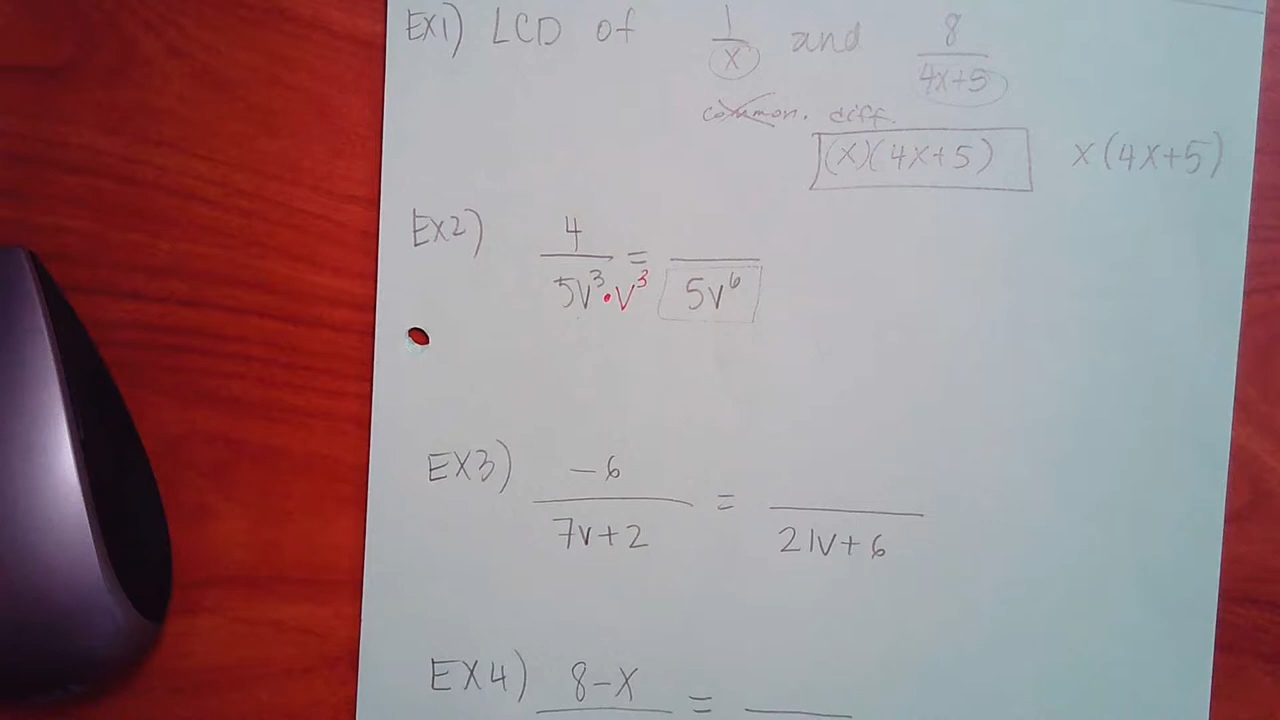 EX1) LCD of 1/x and 8/4x+5
common. diff.
(x)(4x+5) x(4x+5)
EX2) 4/5v³ • v³ = /5v⁶
EX3) -6/7v+2 = /21v+6
EX4) 8-x =